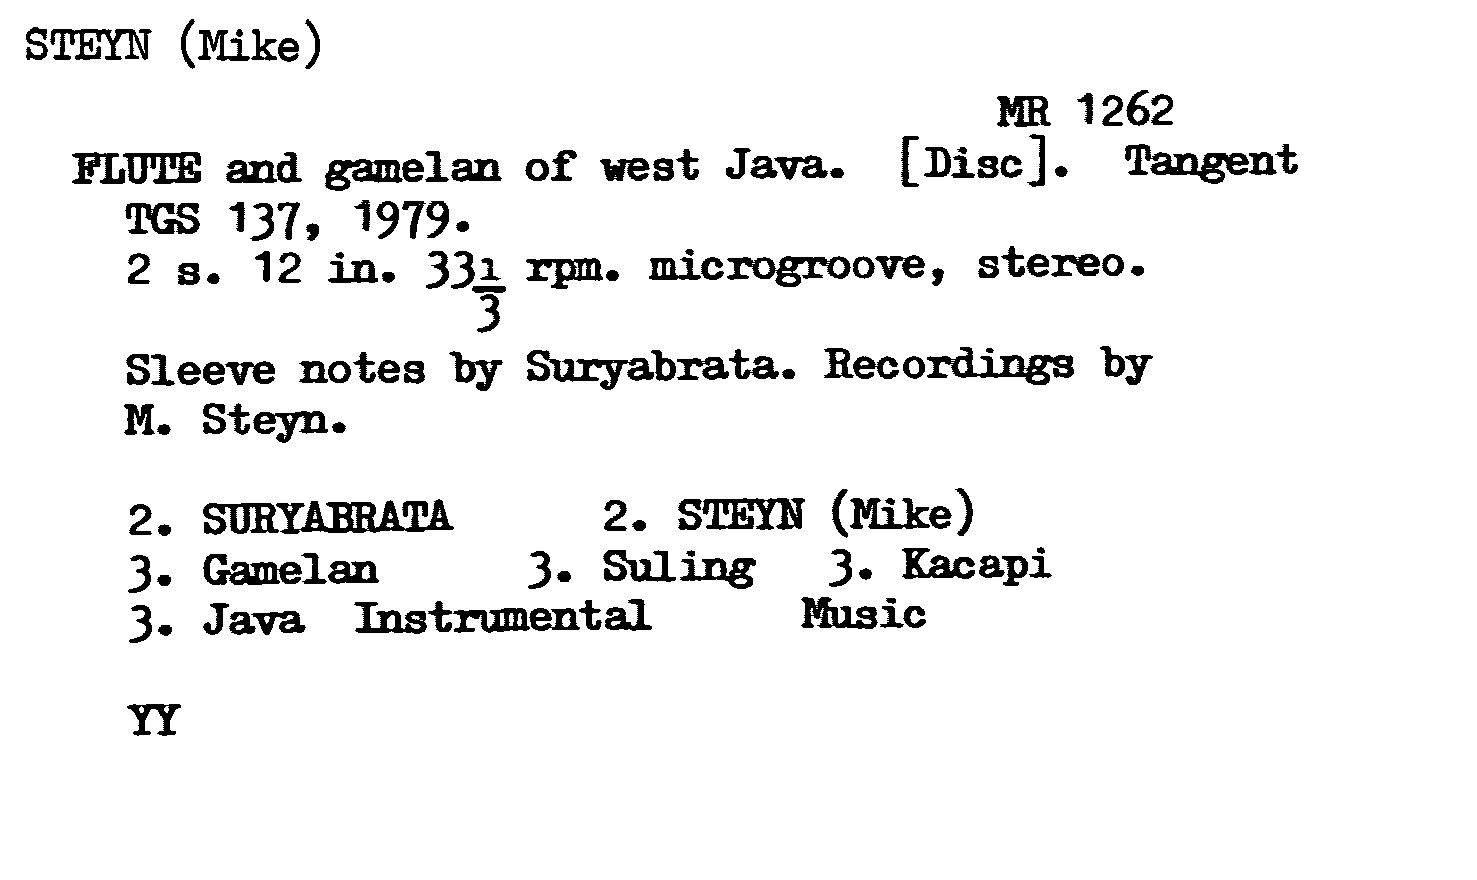 STEYN (Mike)
MR 1262
FLUTE and gamelan of west Java. [Disc]. Tangent
TGS 137, 1979.
2 s. 12 in. 33 1/3 rpm. microgroove, stereo.
Sleeve notes by Suryabrata. Recordings by
M. Steyn.
2. SURYABRATA 2. STEYN (Mike)
3. Gamelan 3. Suling 3. Kacapi
3. Java Instrumental Music
YY